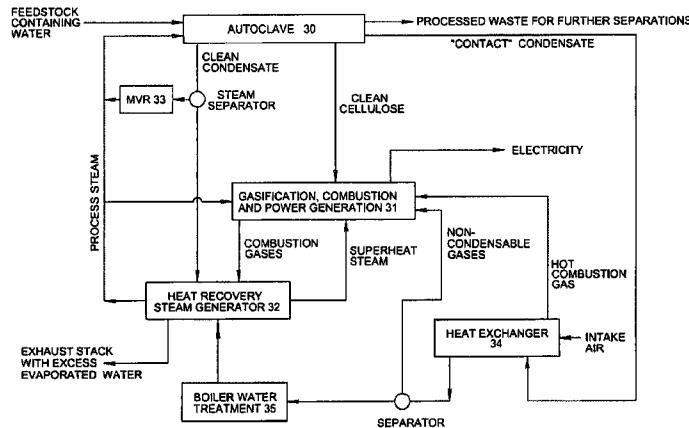 FEEDSTOCK
CONTAINING
WATER
AUTOCLAVE 30
PROCESSED WASTE FOR FURTHER SEPARATIONS
"CONTACT" CONDENSATE
CLEAN
CONDENSATE
MVR 33
STEAM
SEPARATOR
CLEAN
CELLULOSE
ELECTRICITY
PROCESS STEAM
GASIFICATION, COMBUSTION
AND POWER GENERATION 31
COMBUSTION
GASES
SUPERHEAT
STEAM
NON-
CONDENSABLE
GASES
HOT
COMBUSTION
GAS
HEAT RECOVERY
STEAM GENERATOR 32
HEAT EXCHANGER
34
INTAKE
AIR
EXHAUST STACK
WITH EXCESS
EVAPORATED WATER
BOILER WATER
TREATMENT 35
SEPARATOR